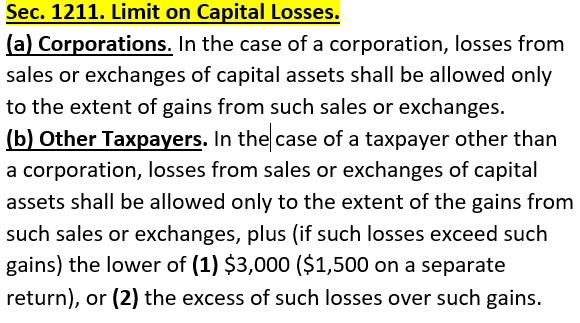 Sec. 1211. Limit on Capital Losses.
(a) Corporations. In the case of a corporation, losses from
sales or exchanges of capital assets shall be allowed only
to the extent of gains from such sales or exchanges.
(b) Other Taxpayers. In the case of a taxpayer other than
a corporation, losses from sales or exchanges of capital
assets shall be allowed only to the extent of the gains from
such sales or exchanges, plus (if such losses exceed such
gains) the lower of (1) $3,000 ($1,500 on a separate
return), or (2) the excess of such losses over such gains.